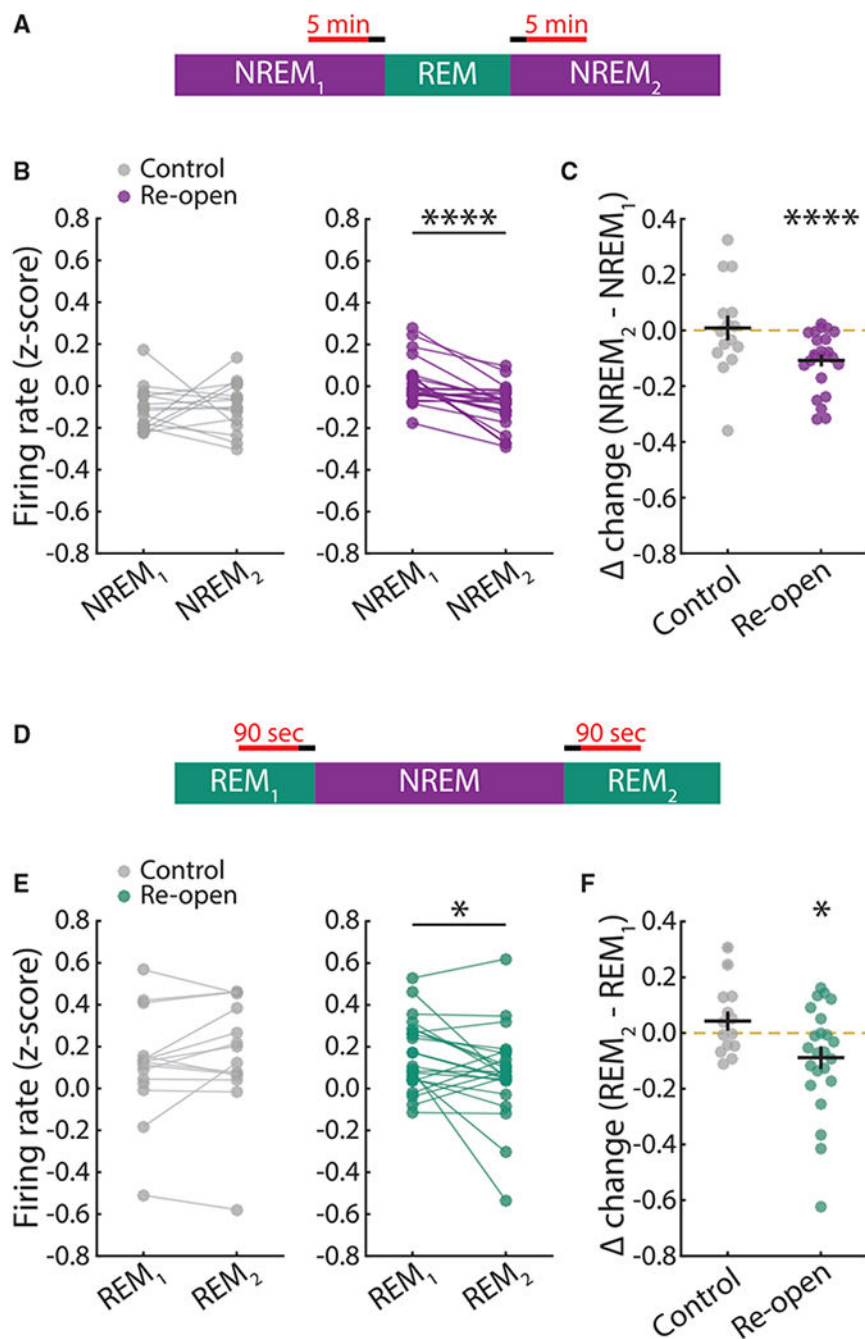 A
5 min
5 min
NREM₁
REM
NREM₂
B
Control
Re-open
Firing rate (z-score)
0.8
0.6
0.4
0.2
0.0
-0.2
-0.4
-0.6
-0.8
NREM₁
NREM₂
****
0.8
0.6
0.4
0.2
0.0
-0.2
-0.4
-0.6
-0.8
NREM₁
NREM₂
C
Δ change (NREM₂ - NREM₁)
****
0.4
0.2
0.0
-0.2
-0.4
-0.6
-0.8
Control
Re-open
D
90 sec
90 sec
REM₁
NREM
REM₂
E
Control
Re-open
Firing rate (z-score)
0.8
0.6
0.4
0.2
0.0
-0.2
-0.4
-0.6
-0.8
REM₁
REM₂
*
0.8
0.6
0.4
0.2
0.0
-0.2
-0.4
-0.6
-0.8
REM₁
REM₂
F
Δ change (REM₂ - REM₁)
*
0.4
0.2
0.0
-0.2
-0.4
-0.6
-0.8
Control
Re-open